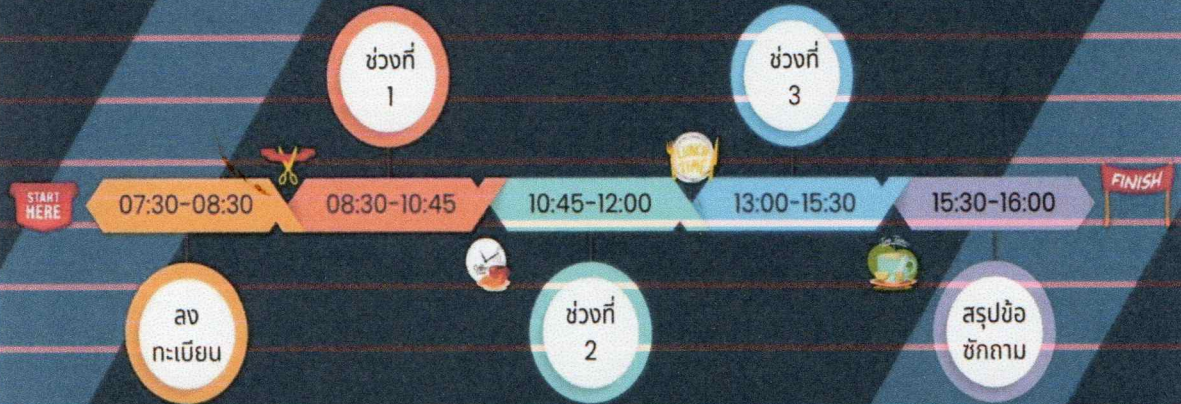 ช่วงที่
1
ช่วงที่
3
START
HERE
07:30-08:30
08:30-10:45
10:45-12:00
13:00-15:30
15:30-16:00
FINISH
LUNCH
TIME
ลง
ทะเบียน
ช่วงที่
2
สรุปข้อ
ซักถาม